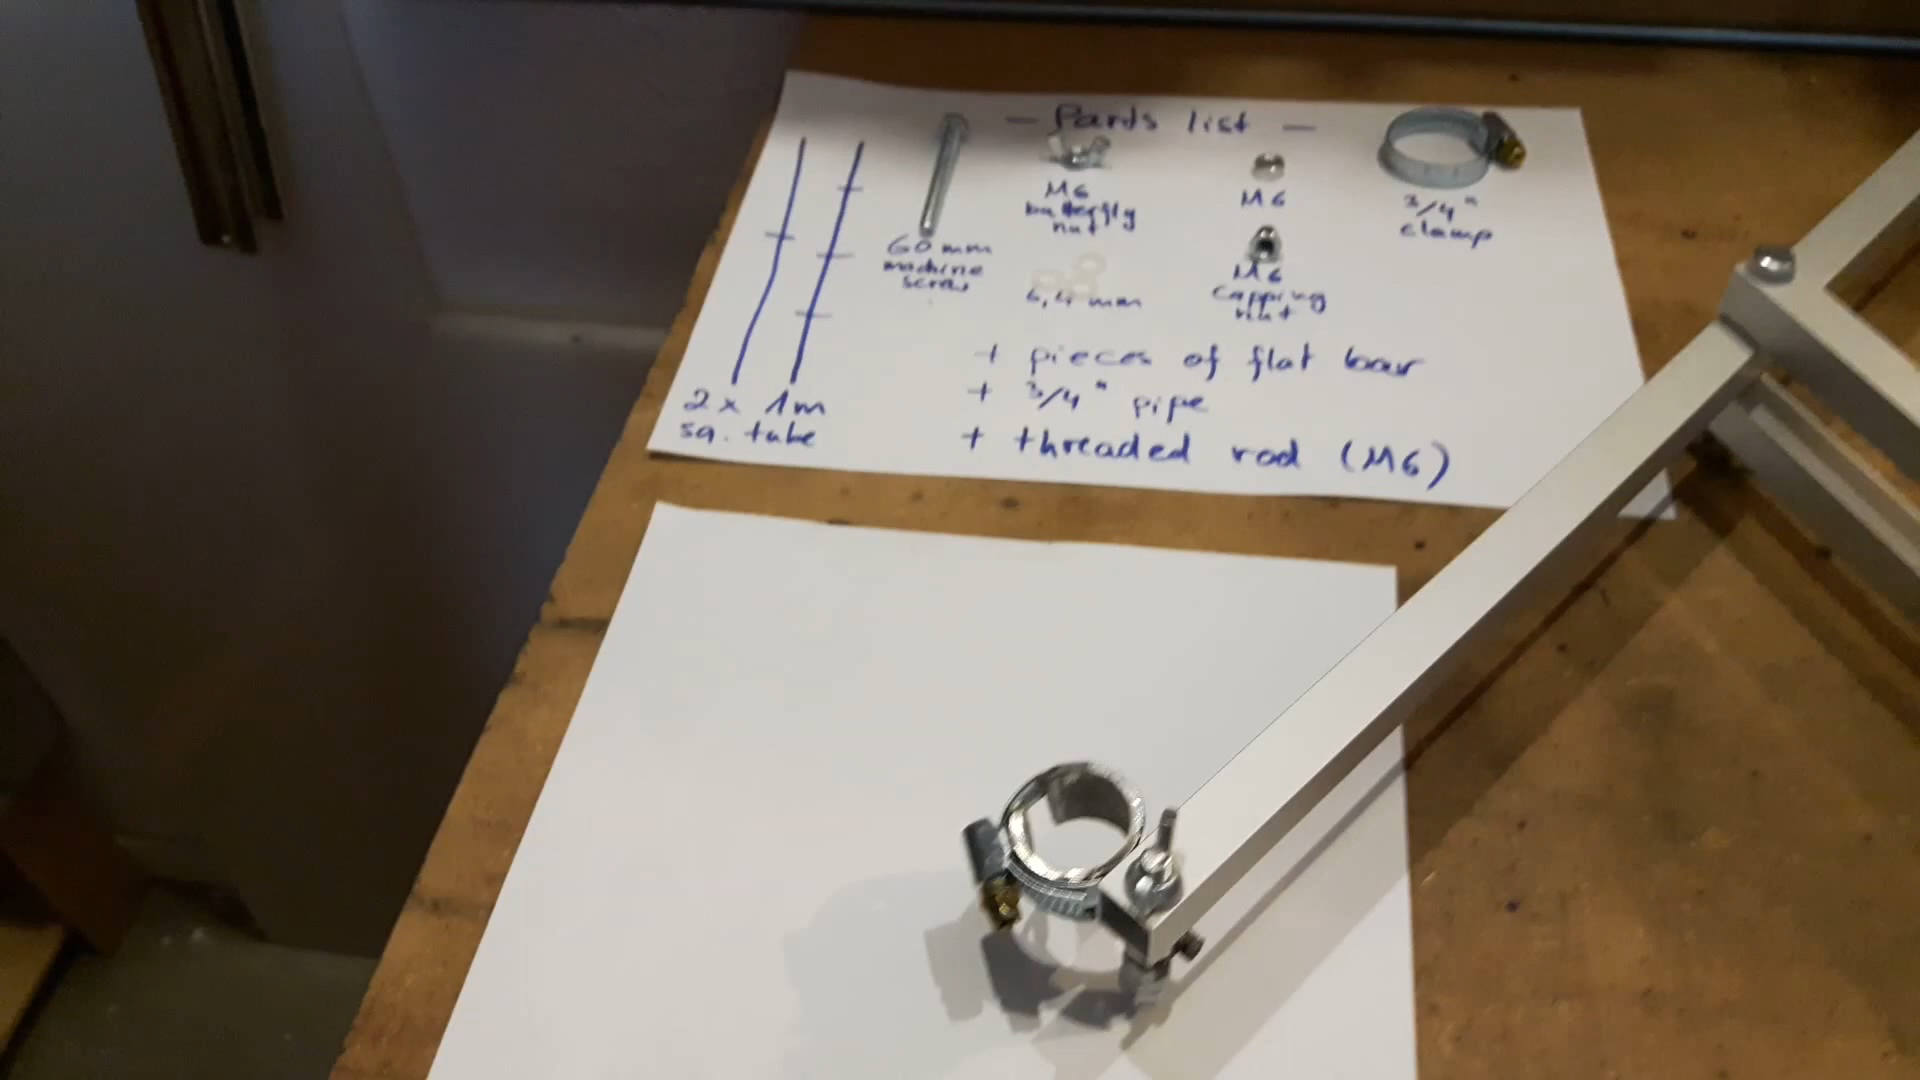 - Parts list -
60 mm
machine
screw
M6
butterfly
nut
6,4 mm
M6
M6
capping
nut
3/4"
clamp
2 x 1m
sq. tube
+ pieces of flat bar
+ 3/4" pipe
+ threaded rod (M6)